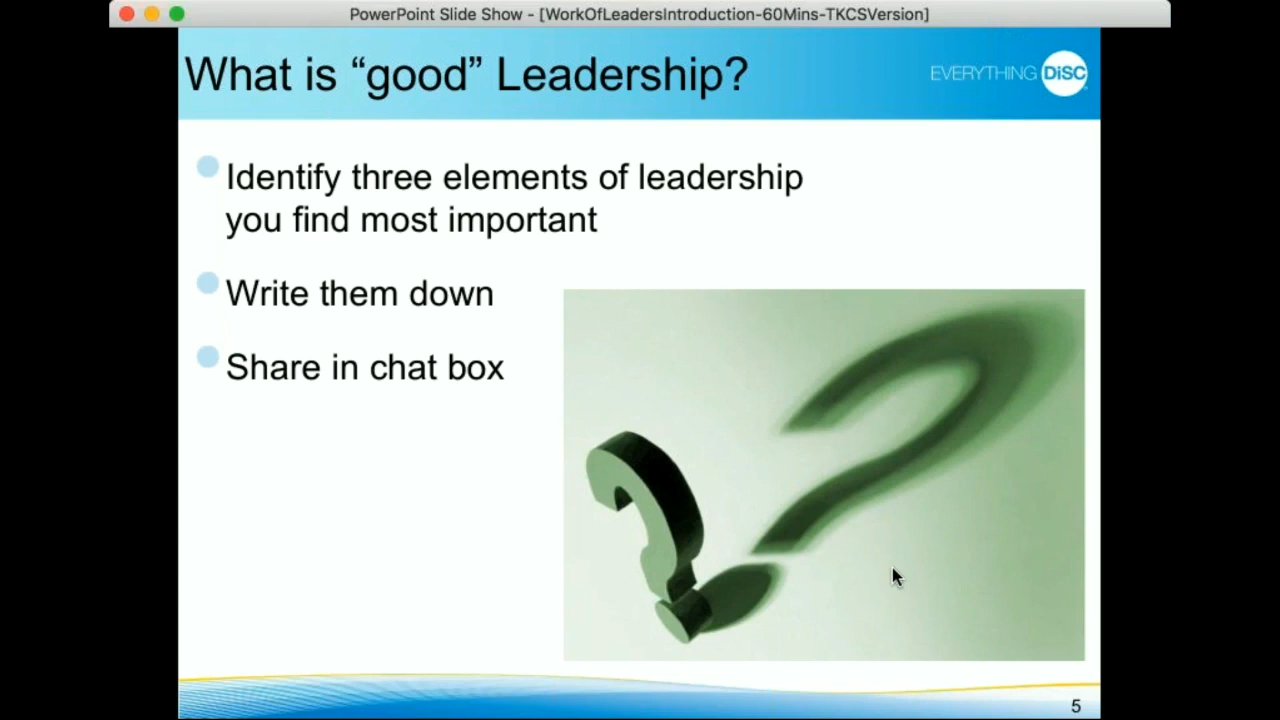 PowerPoint Slide Show - [WorkOfLeadersIntroduction-60Mins-TKCSVersion]
What is “good” Leadership?
EVERYTHING DiSC
Identify three elements of leadership
you find most important
Write them down
Share in chat box
5